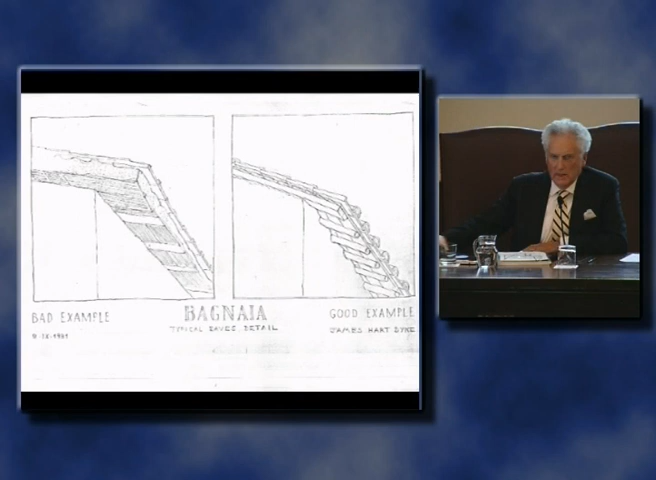 BAD EXAMPLE
BAGNAIA
GOOD EXAMPLE
TYPICAL EAVES DETAIL
JAMES HART DYKE
9·IX·1981